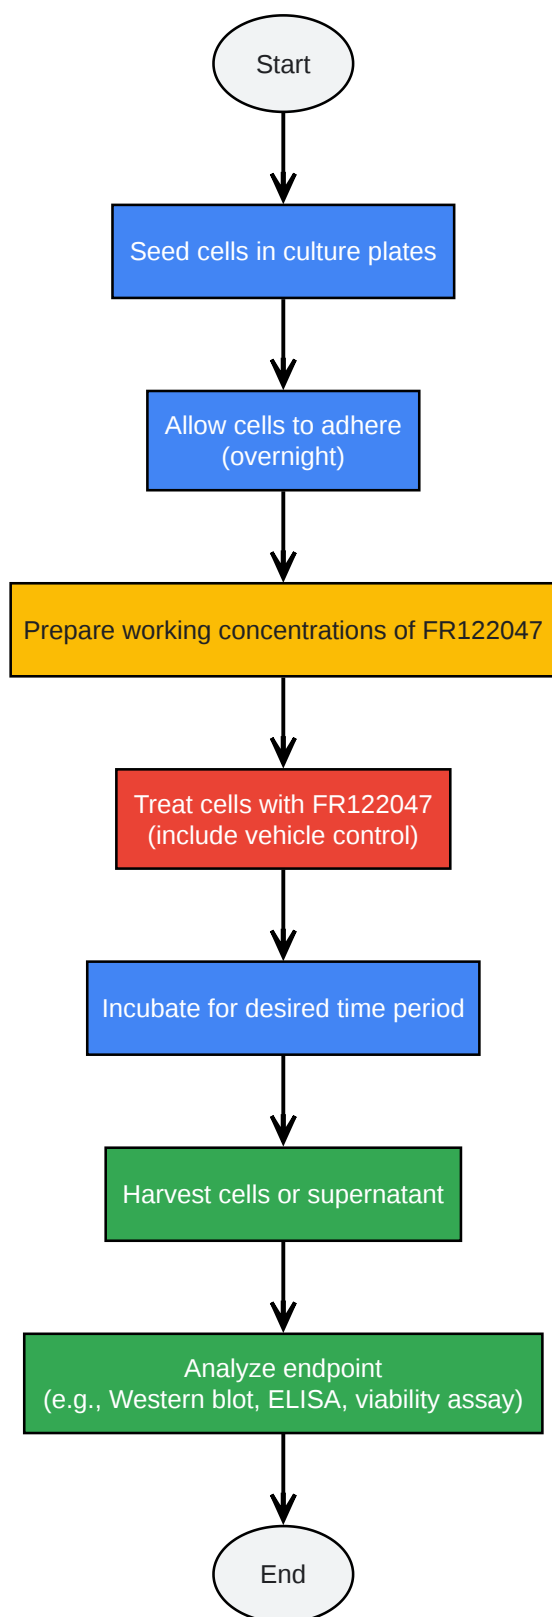 Start
Seed cells in culture plates
Allow cells to adhere
(overnight)
Prepare working concentrations of FR122047
Treat cells with FR122047
(include vehicle control)
Incubate for desired time period
Harvest cells or supernatant
Analyze endpoint
(e.g., Western blot, ELISA, viability assay)
End